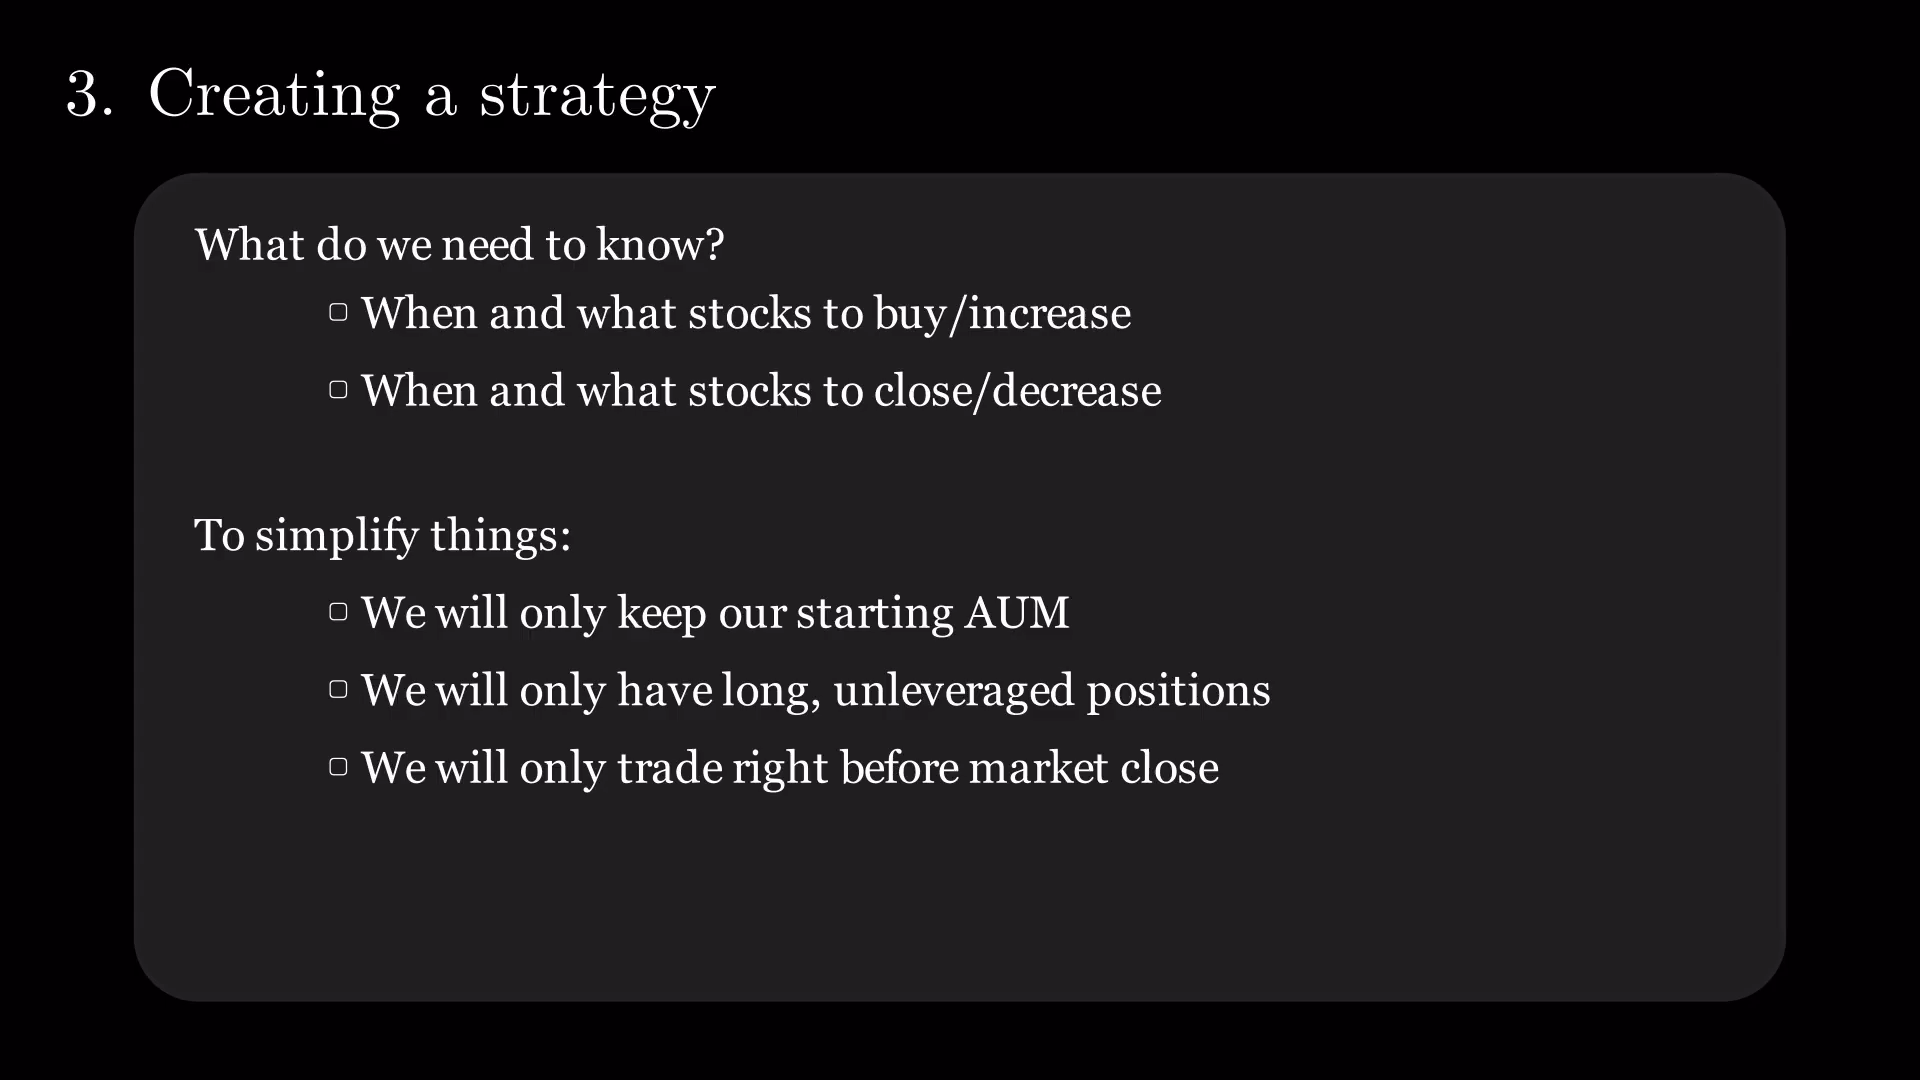 3. Creating a strategy
What do we need to know?
▢ When and what stocks to buy/increase
▢ When and what stocks to close/decrease
To simplify things:
▢ We will only keep our starting AUM
▢ We will only have long, unleveraged positions
▢ We will only trade right before market close